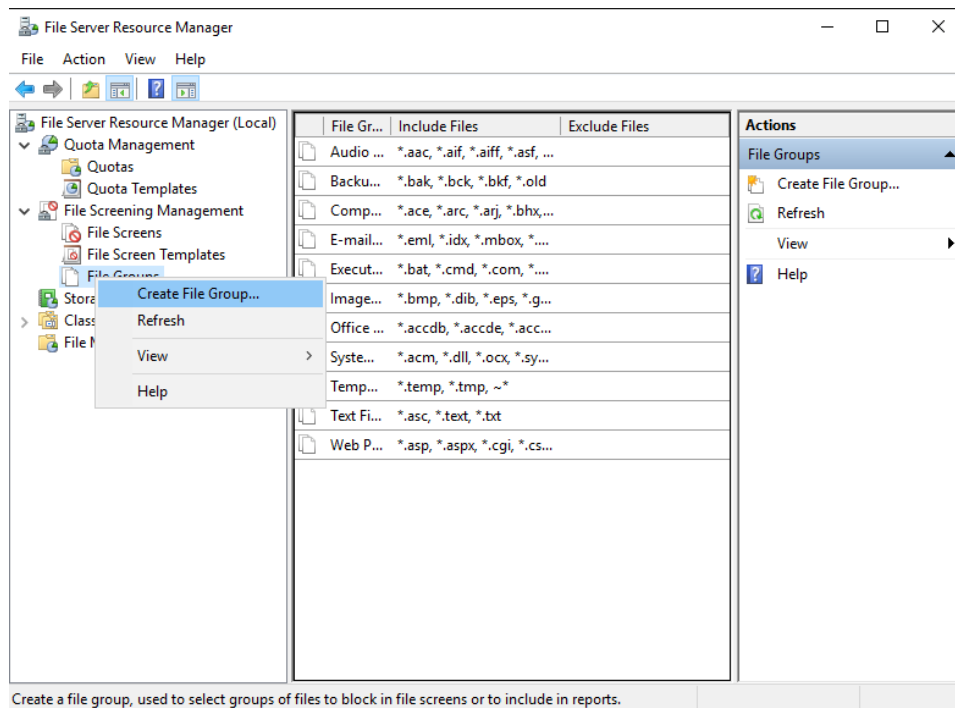 File Server Resource Manager
File Action View Help
File Server Resource Manager (Local)
Quota Management
Quotas
Quota Templates
File Screening Management
File Screens
File Screen Templates
File Groups
Stora
Class
File
Create File Group...
Refresh
View
Help
File Gr... Include Files Exclude Files
Audio ... *.aac, *.aif, *.aiff, *.asf, ...
Backu... *.bak, *.bck, *.bkf, *.old
Comp... *.ace, *.arc, *.arj, *.bhx,...
E-mail... *.eml, *.idx, *.mbox, *....
Execut... *.bat, *.cmd, *.com, *....
Image... *.bmp, *.dib, *.eps, *.g...
Office ... *.accdb, *.accde, *.acc...
Syste... *.acm, *.dll, *.ocx, *.sy...
Temp... *.temp, *.tmp, ~*
Text Fi... *.asc, *.text, *.txt
Web P... *.asp, *.aspx, *.cgi, *.cs...
Actions
File Groups
Create File Group...
Refresh
View
Help
Create a file group, used to select groups of files to block in file screens or to include in reports.